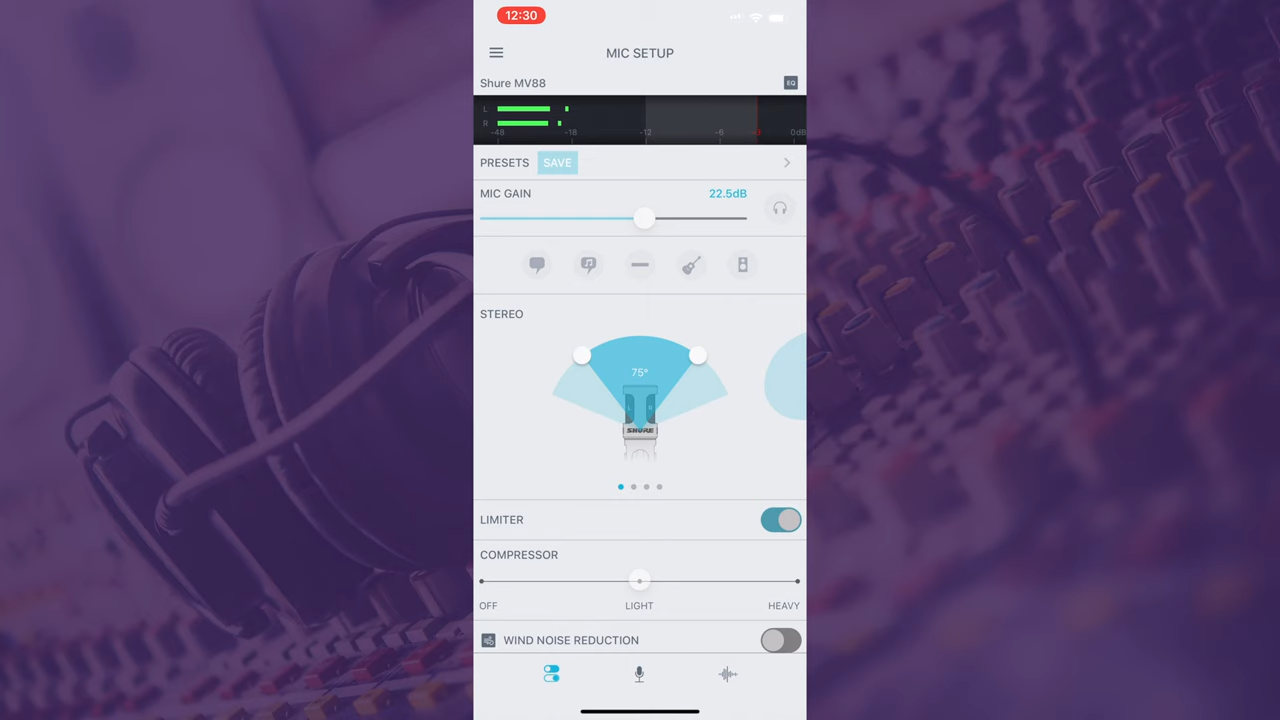 12:30
MIC SETUP
Shure MV88
EQ
L
R
-48 -18 -12 -6 -3 0dB
PRESETS SAVE
MIC GAIN 22.5dB
STEREO
75°
L R
SHURE
LIMITER
COMPRESSOR
OFF LIGHT HEAVY
WIND NOISE REDUCTION